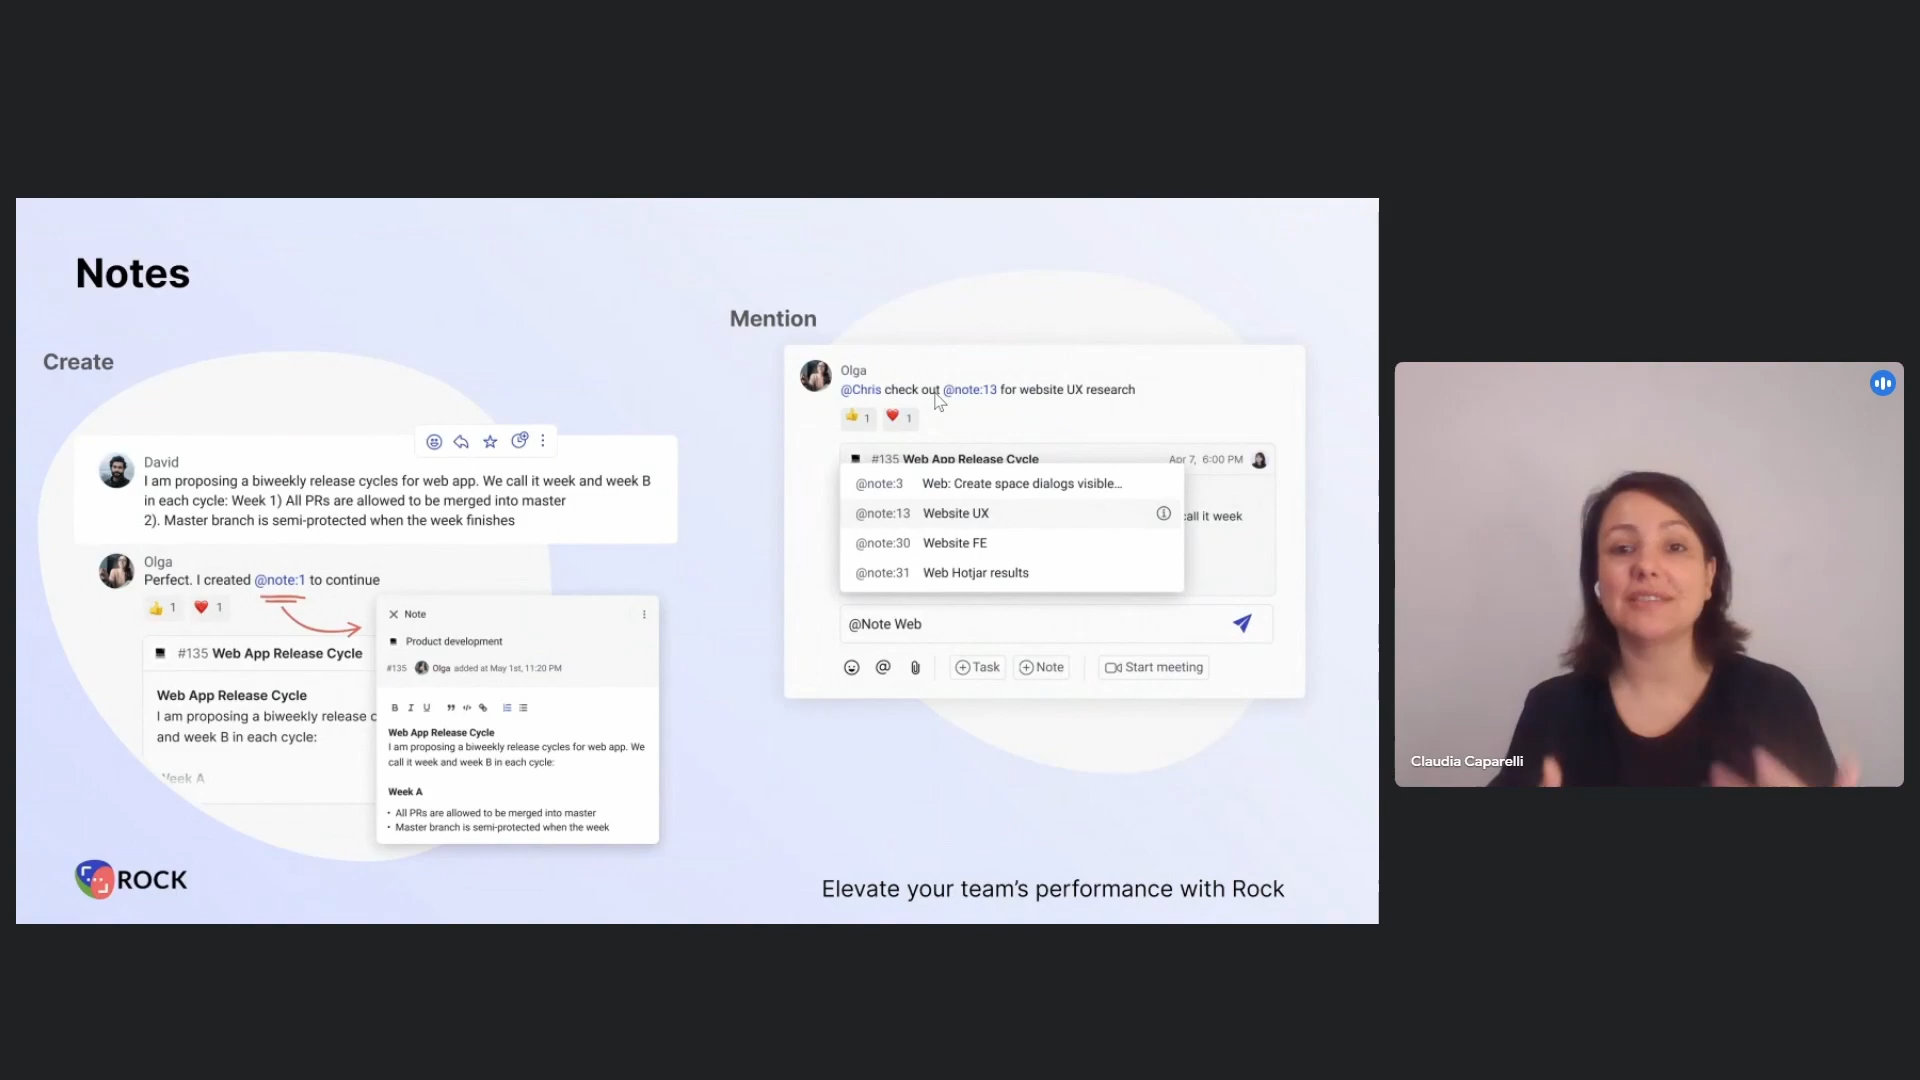 Notes
Create
David
I am proposing a biweekly release cycles for web app. We call it week and week B
in each cycle: Week 1) All PRs are allowed to be merged into master
2). Master branch is semi-protected when the week finishes
Olga
Perfect. I created @note:1 to continue
1 1
#135 Web App Release Cycle
Web App Release Cycle
I am proposing a biweekly release c
and week B in each cycle:
Week A
Note
Product development
#135 Olga added at May 1st, 11:20 PM
B I U
Web App Release Cycle
I am proposing a biweekly release cycles for web app. We
call it week and week B in each cycle:
Week A
• All PRs are allowed to be merged into master
• Master branch is semi-protected when the week
Mention
Olga
@Chris check out @note:13 for website UX research
1 1
#135 Web App Release Cycle Apr 7, 6:00 PM
@note:3 Web: Create space dialogs visible...
@note:13 Website UX
call it week
@note:30 Website FE
@note:31 Web Hotjar results
@Note Web
Task Note Start meeting
ROCK
Elevate your team's performance with Rock
Claudia Caparelli